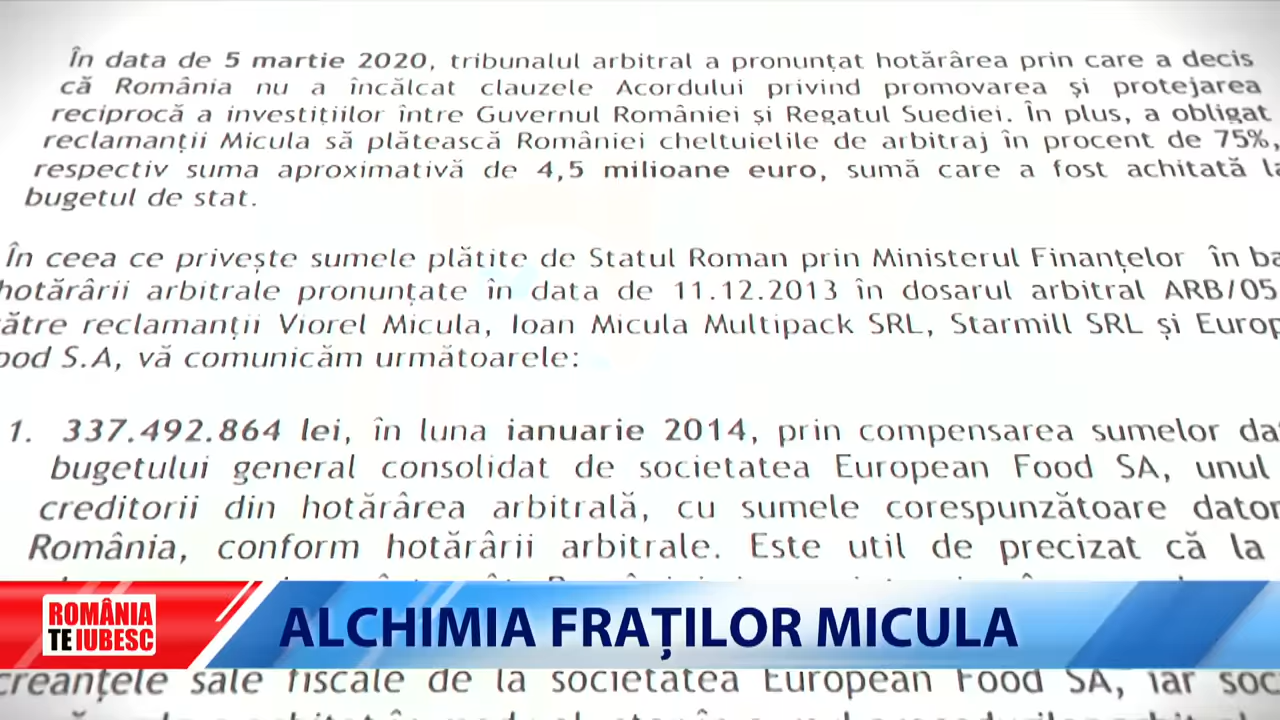 În data de 5 martie 2020, tribunalul arbitral a pronunțat hotărârea prin care a decis
că România nu a încălcat clauzele Acordului privind promovarea și protejarea
reciprocă a investițiilor între Guvernul României și Regatul Suediei. În plus, a obligat
reclamanții Micula să plătească României cheltuielile de arbitraj în procent de 75%,
respectiv suma aproximativă de 4,5 milioane euro, sumă care a fost achitată la
bugetul de stat.
În ceea ce privește sumele plătite de Statul Roman prin Ministerul Finanțelor în
hotărârii arbitrale pronunțate în data de 11.12.2013 în dosarul arbitral ARB/05
reclamanții Viorel Micula, Ioan Micula Multipack SRL, Starmill SRL și
S.A, vă comunicăm următoarele:
1. 337.492.864 lei, în luna ianuarie 2014, prin compensarea sumelor
bugetului general consolidat de societatea European Food SA, unul
creditorii din hotărârea arbitrală, cu sumele corespunzătoare
România, conform hotărârii arbitrale. Este util de precizat că la
ROMÂNIA
TE IUBESC
ALCHIMIA FRAȚILOR MICULA
creanțele sale fiscale de la societatea European Food SA, iar